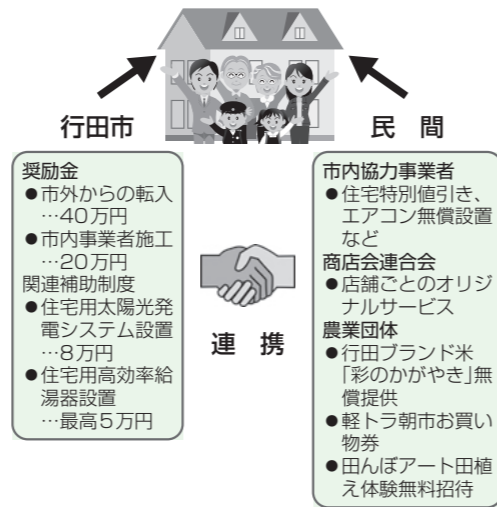 行田市
奨励金
●市外からの転入
…40万円
●市内事業者施工
…20万円
関連補助制度
●住宅用太陽光発
電システム設置
…8万円
●住宅用高効率給
湯器設置
…最高5万円
連携
民間
市内協力事業者
●住宅特別値引き、
エアコン無償設置
など
商店会連合会
●店舗ごとのオリジ
ナルサービス
農業団体
●行田ブランド米
「彩のかがやき」無
償提供
●軽トラ朝市お買い
物券
●田んぼアート田植
え体験無料招待